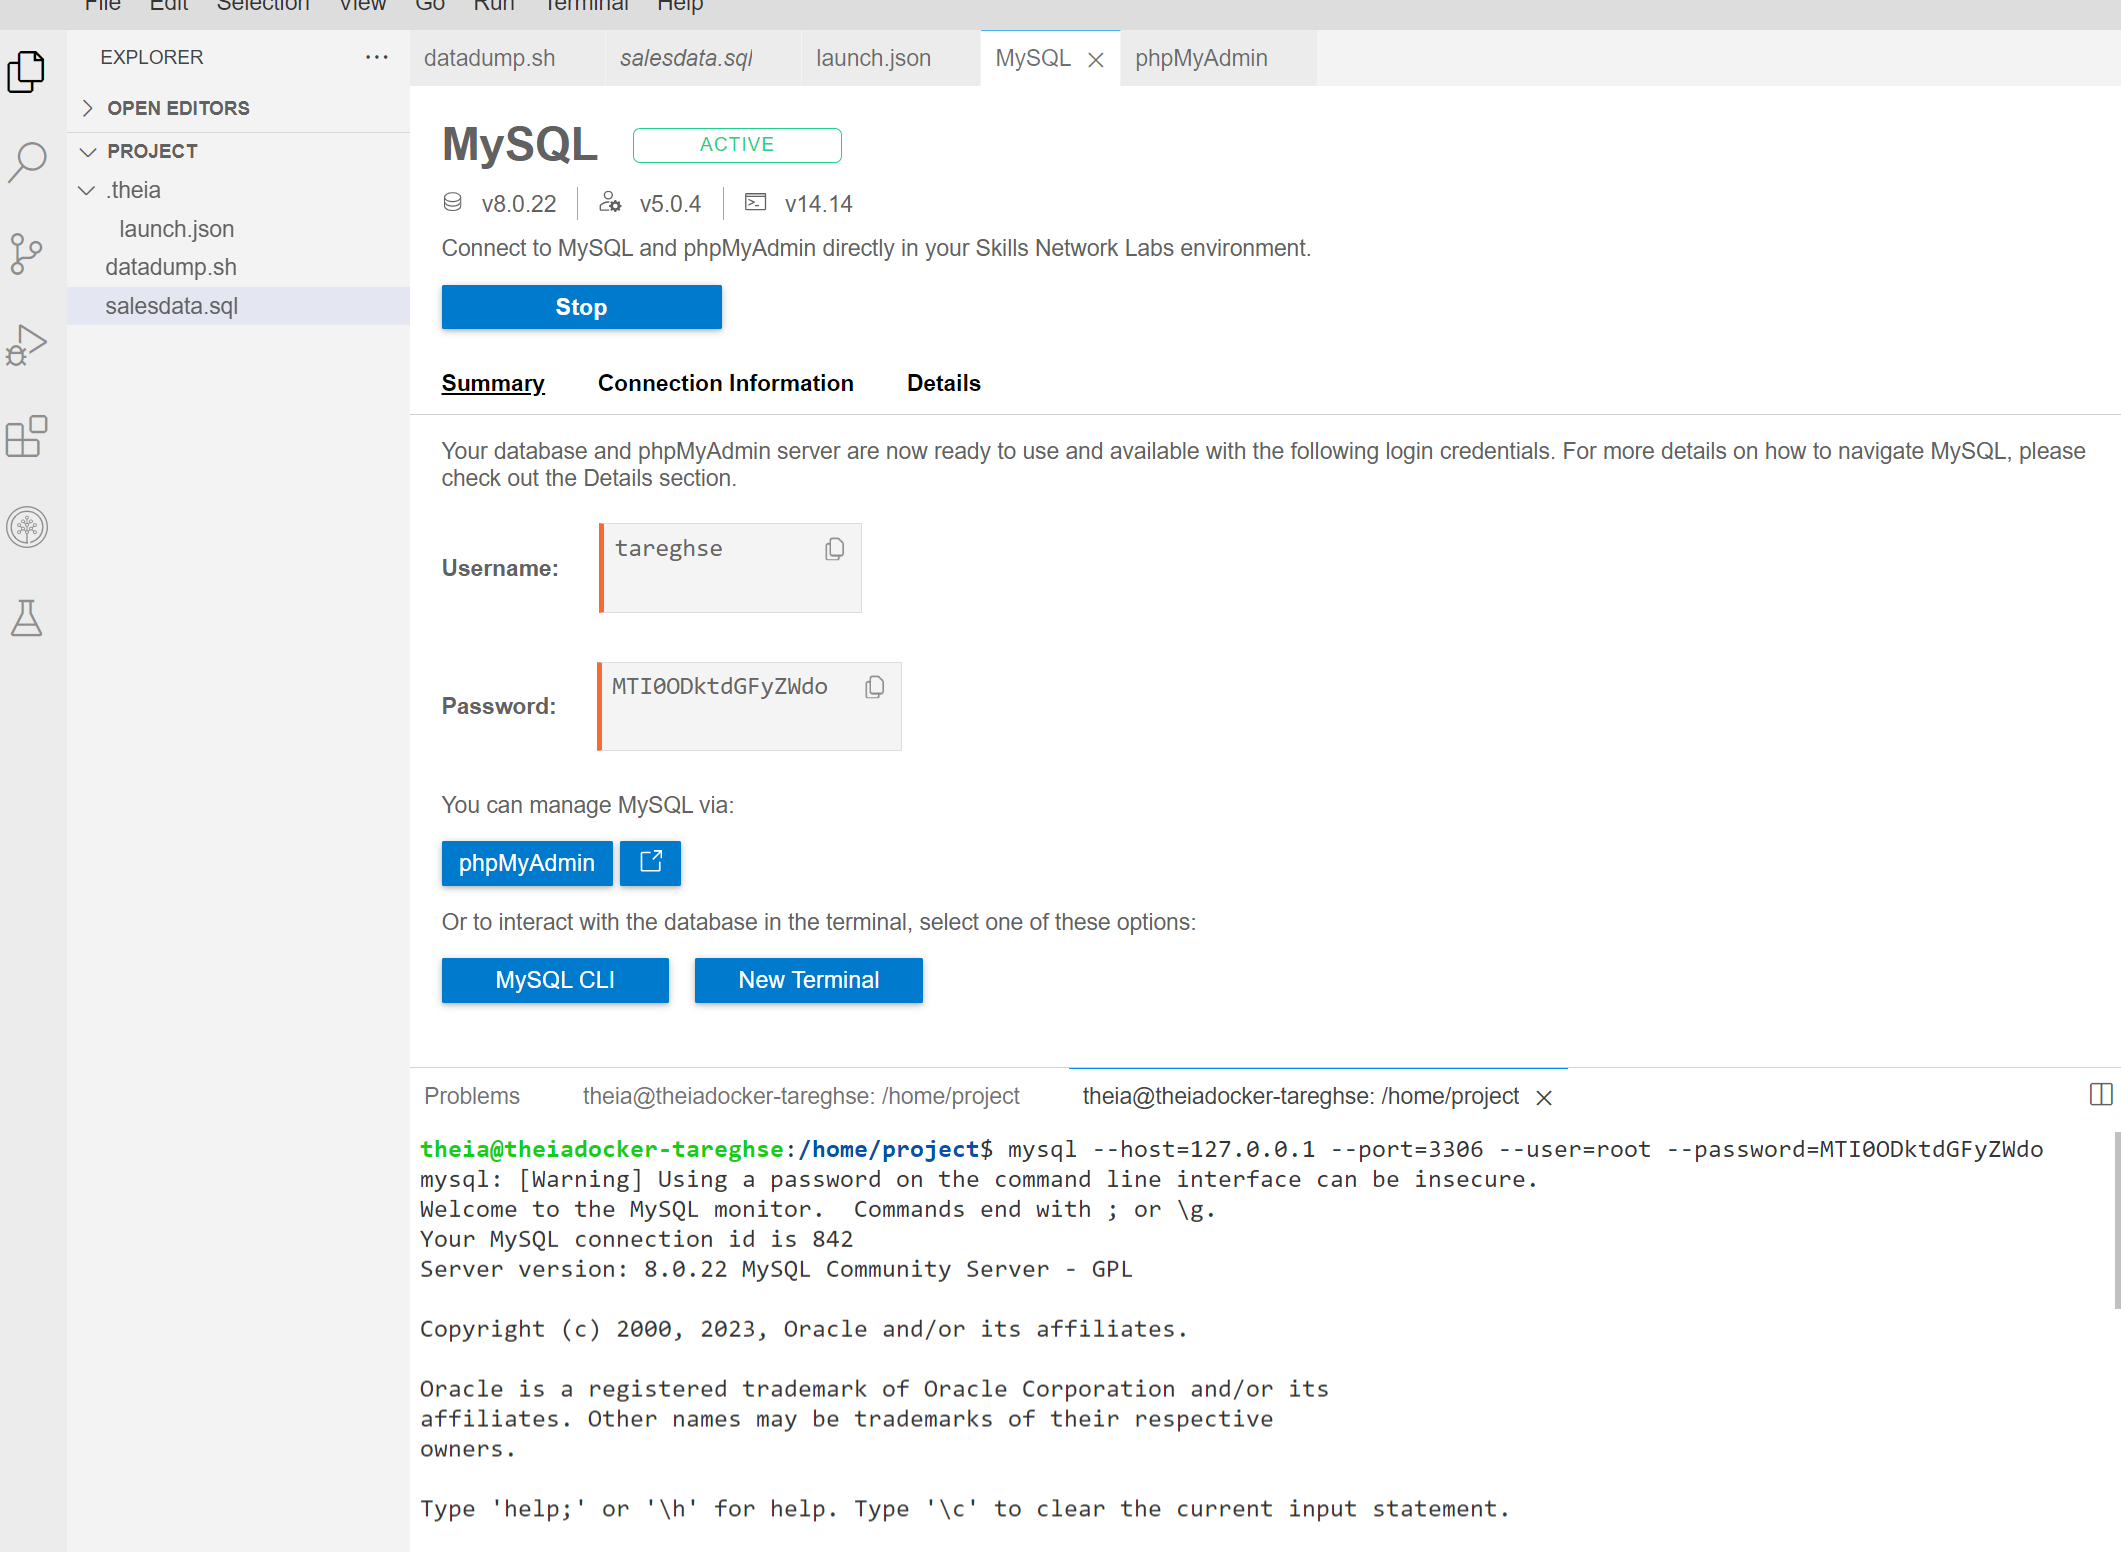 File Edit Selection View Go Run Terminal Help
EXPLORER
OPEN EDITORS
PROJECT
.theia
launch.json
datadump.sh
salesdata.sql
datadump.sh salesdata.sql launch.json MySQL phpMyAdmin
MySQL ACTIVE
v8.0.22 v5.0.4 v14.14
Connect to MySQL and phpMyAdmin directly in your Skills Network Labs environment.
Stop
Summary Connection Information Details
Your database and phpMyAdmin server are now ready to use and available with the following login credentials. For more details on how to navigate MySQL, please
check out the Details section.
Username: tareghse
Password: MTI0ODktdGFyZWdo
You can manage MySQL via:
phpMyAdmin
Or to interact with the database in the terminal, select one of these options:
MySQL CLI New Terminal
Problems theia@theiadocker-tareghse: /home/project theia@theiadocker-tareghse: /home/project
theia@theiadocker-tareghse:/home/project$ mysql --host=127.0.0.1 --port=3306 --user=root --password=MTI0ODktdGFyZWdo
mysql: [Warning] Using a password on the command line interface can be insecure.
Welcome to the MySQL monitor.  Commands end with ; or \g.
Your MySQL connection id is 842
Server version: 8.0.22 MySQL Community Server - GPL
Copyright (c) 2000, 2023, Oracle and/or its affiliates.
Oracle is a registered trademark of Oracle Corporation and/or its
affiliates. Other names may be trademarks of their respective
owners.
Type 'help;' or '\h' for help. Type '\c' to clear the current input statement.